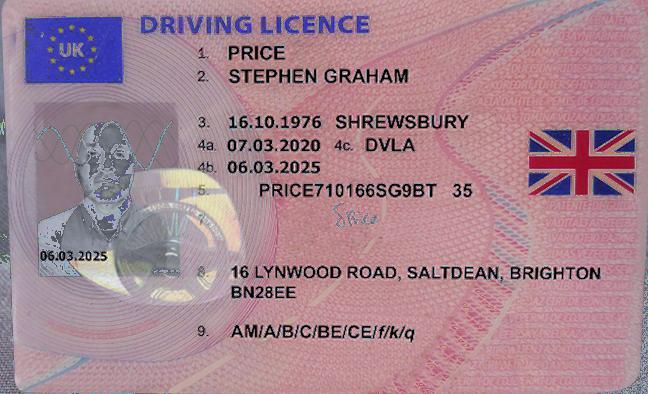 DRIVING LICENCE
UK
1. PRICE
2. STEPHEN GRAHAM
3. 16.10.1976 SHREWSBURY
4a. 07.03.2020 4c. DVLA
4b. 06.03.2025
5. PRICE710166SG9BT 35
06.03.2025
8. 16 LYNWOOD ROAD, SALTDEAN, BRIGHTON
BN28EE
9. AM/A/B/C/BE/CE/f/k/q